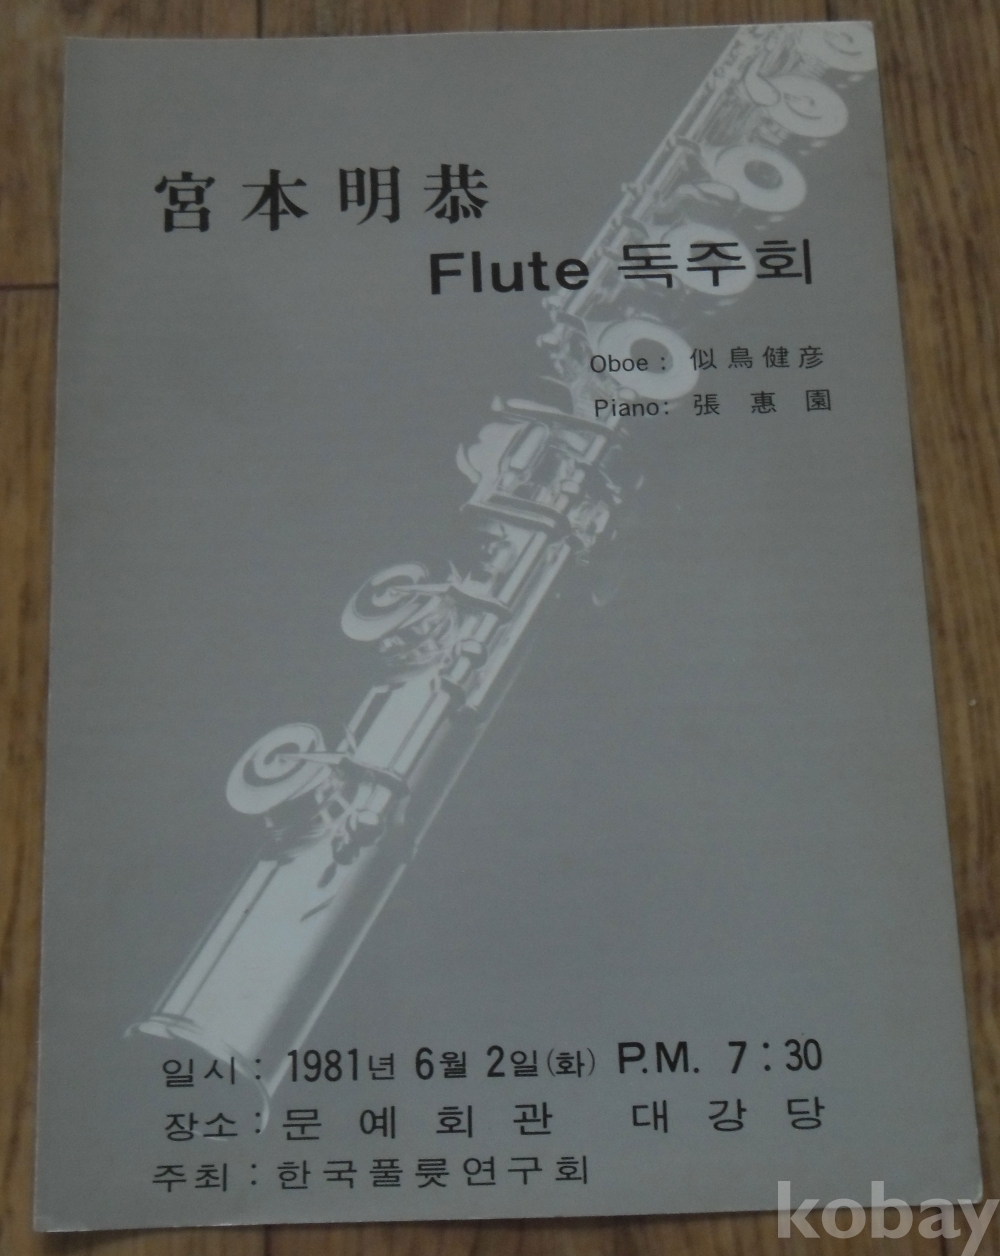 宮本明恭
Flute 독주회
Oboe : 似鳥健彦
Piano: 張惠園
일시 : 1981년 6월 2일(화) P.M. 7 : 30
장소 : 문예회관 대강당
주최 : 한국풀륫연구회
kobay